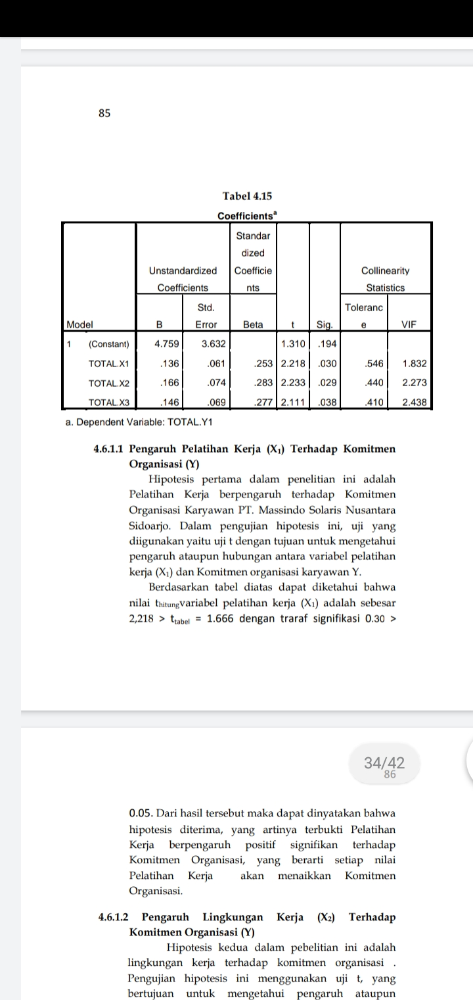 85
Tabel 4.15
Coefficientsᵃ
Standar
dized
Unstandardized Coefficie Collinearity
Coefficients nts Statistics
Std. Toleranc
Model B Error Beta t Sig. e VIF
1 (Constant) 4.759 3.632 1.310 .194
TOTAL.X1 .136 .061 .253 2.218 .030 .546 1.832
TOTAL.X2 .166 .074 .283 2.233 .029 .440 2.273
TOTAL.X3 .146 .069 .277 2.111 .038 .410 2.438
a. Dependent Variable: TOTAL.Y1
4.6.1.1 Pengaruh Pelatihan Kerja (X₁) Terhadap Komitmen
Organisasi (Y)
Hipotesis pertama dalam penelitian ini adalah
Pelatihan Kerja berpengaruh terhadap Komitmen
Organisasi Karyawan PT. Massindo Solaris Nusantara
Sidoarjo. Dalam pengujian hipotesis ini, uji yang
diigunakan yaitu uji t dengan tujuan untuk mengetahui
pengaruh ataupun hubungan antara variabel pelatihan
kerja (X₁) dan Komitmen organisasi karyawan Y.
Berdasarkan tabel diatas dapat diketahui bahwa
nilai thitungvariabel pelatihan kerja (X₁) adalah sebesar
2,218 > ttabel = 1.666 dengan traraf signifikasi 0.30 >
34/42
86
0.05. Dari hasil tersebut maka dapat dinyatakan bahwa
hipotesis diterima, yang artinya terbukti Pelatihan
Kerja berpengaruh positif signifikan terhadap
Komitmen Organisasi, yang berarti setiap nilai
Pelatihan Kerja akan menaikkan Komitmen
Organisasi.
4.6.1.2 Pengaruh Lingkungan Kerja (X₂) Terhadap
Komitmen Organisasi (Y)
Hipotesis kedua dalam pebelitian ini adalah
lingkungan kerja terhadap komitmen organisasi .
Pengujian hipotesis ini menggunakan uji t, yang
bertujuan untuk mengetahui pengaruh ataupun